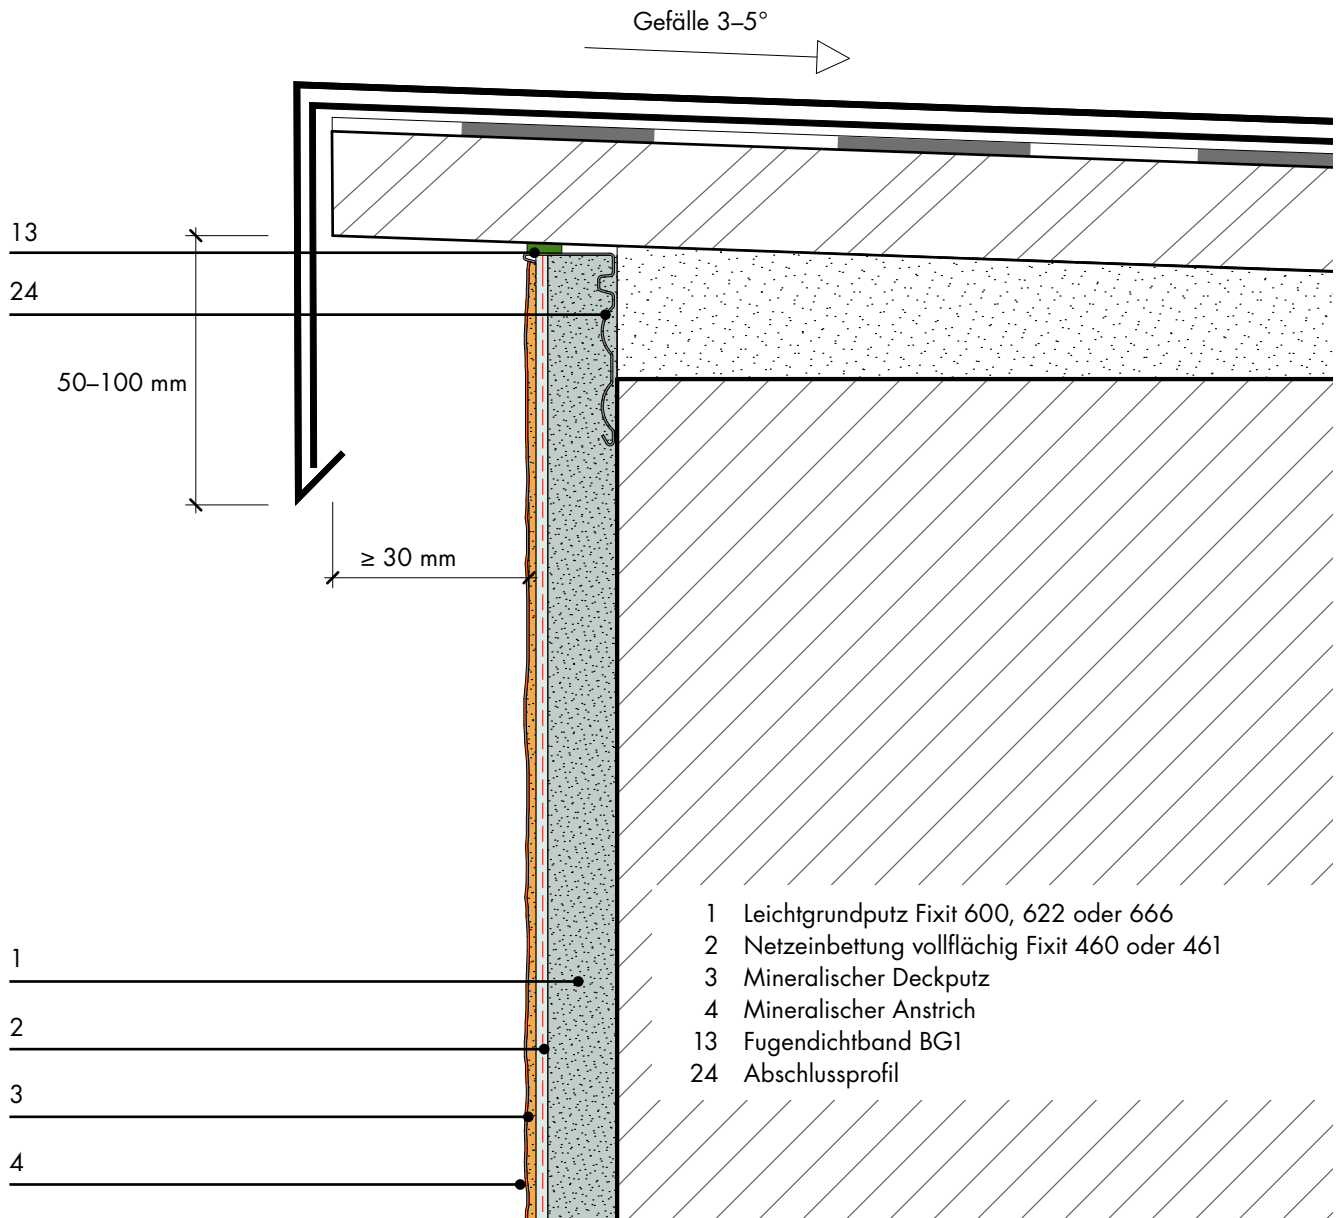 Gefälle 3–5°
13
24
50–100 mm
≥ 30 mm
1
2
3
4
1 Leichtgrundputz Fixit 600, 622 oder 666
2 Netzeinbettung vollflächig Fixit 460 oder 461
3 Mineralischer Deckputz
4 Mineralischer Anstrich
13 Fugendichtband BG1
24 Abschlussprofil